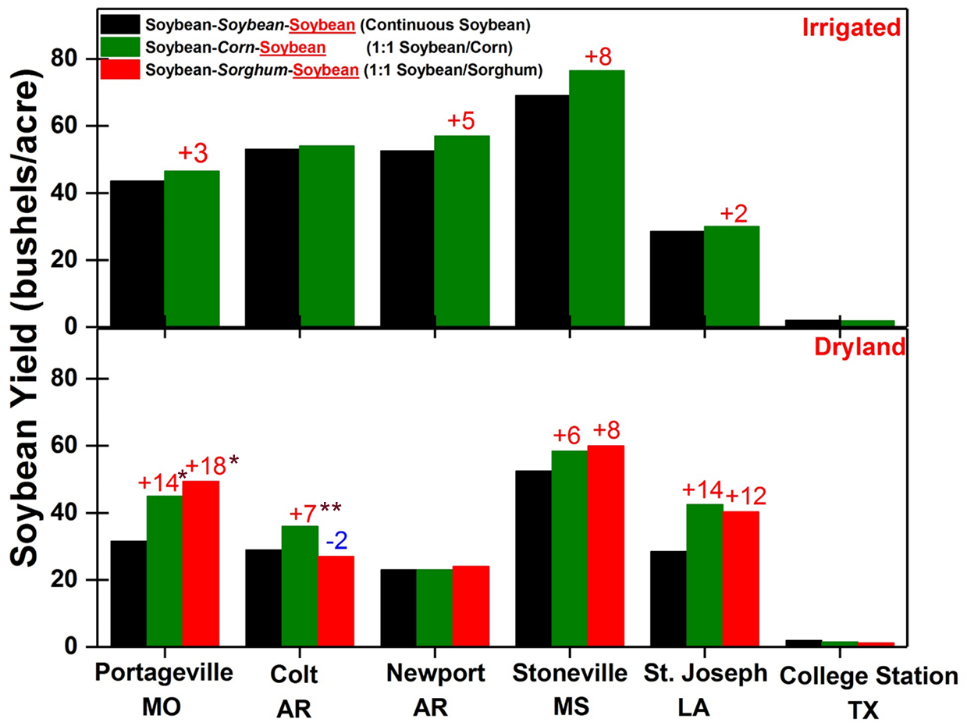 Soybean Yield (bushels/acre)
Soybean-Soybean-Soybean (Continuous Soybean)
Soybean-Corn-Soybean (1:1 Soybean/Corn)
Soybean-Sorghum-Soybean (1:1 Soybean/Sorghum)
Irrigated
80
60
40
20
0
+3
+5
+8
+2
Dryland
80
60
40
20
0
+14* +18*
+7**
-2
+6 +8
+14 +12
Portageville Colt Newport Stoneville St. Joseph College Station
MO AR AR MS LA TX